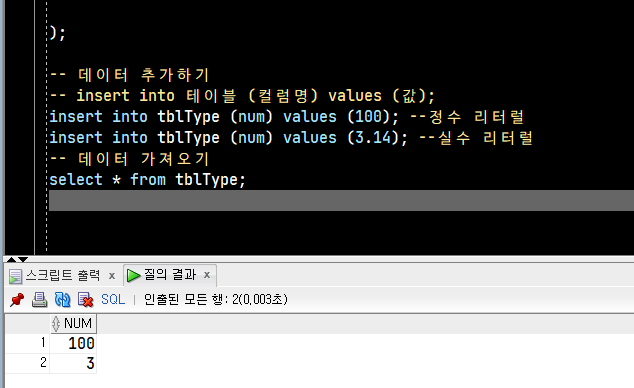 );
-- 데이터 추가하기
-- insert into 테이블 (컬럼명) values (값);
insert into tblType (num) values (100); --정수 리터럴
insert into tblType (num) values (3.14); --실수 리터럴
-- 데이터 가져오기
select * from tblType;
스크립트 출력 x 질의 결과 x
SQL | 인출된 모든 행: 2(0,003초)
NUM
1 100
2 3